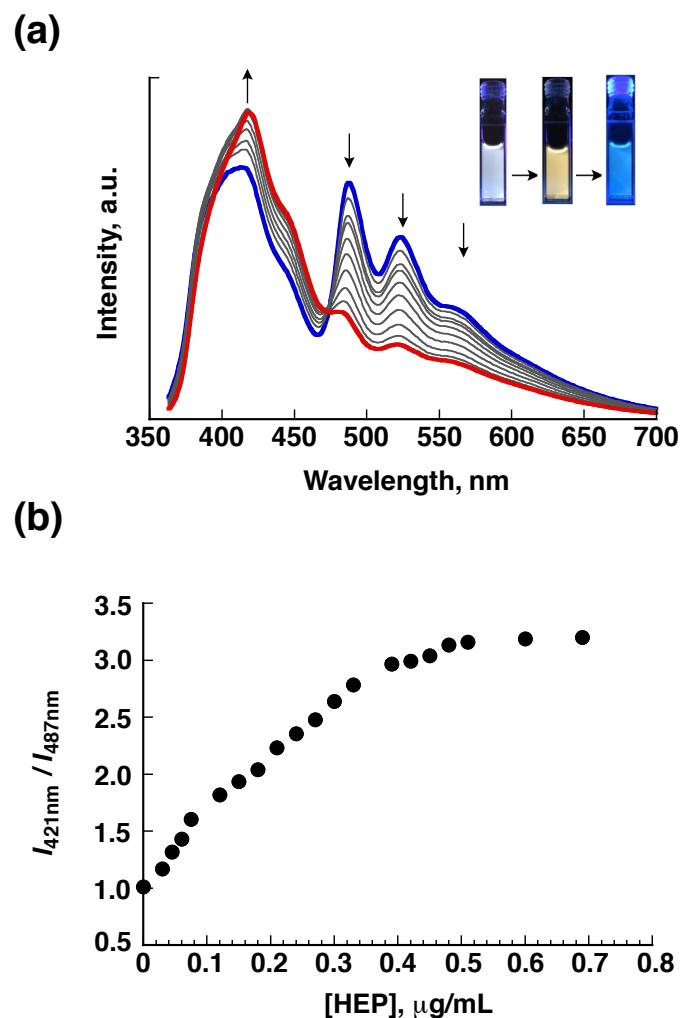 (a)
Intensity, a.u.
350 400 450 500 550 600 650 700
Wavelength, nm
(b)
3.5
3.0
2.5
2.0
1.5
1.0
0.5
I421nm / I487nm
0 0.1 0.2 0.3 0.4 0.5 0.6 0.7 0.8
[HEP], μg/mL